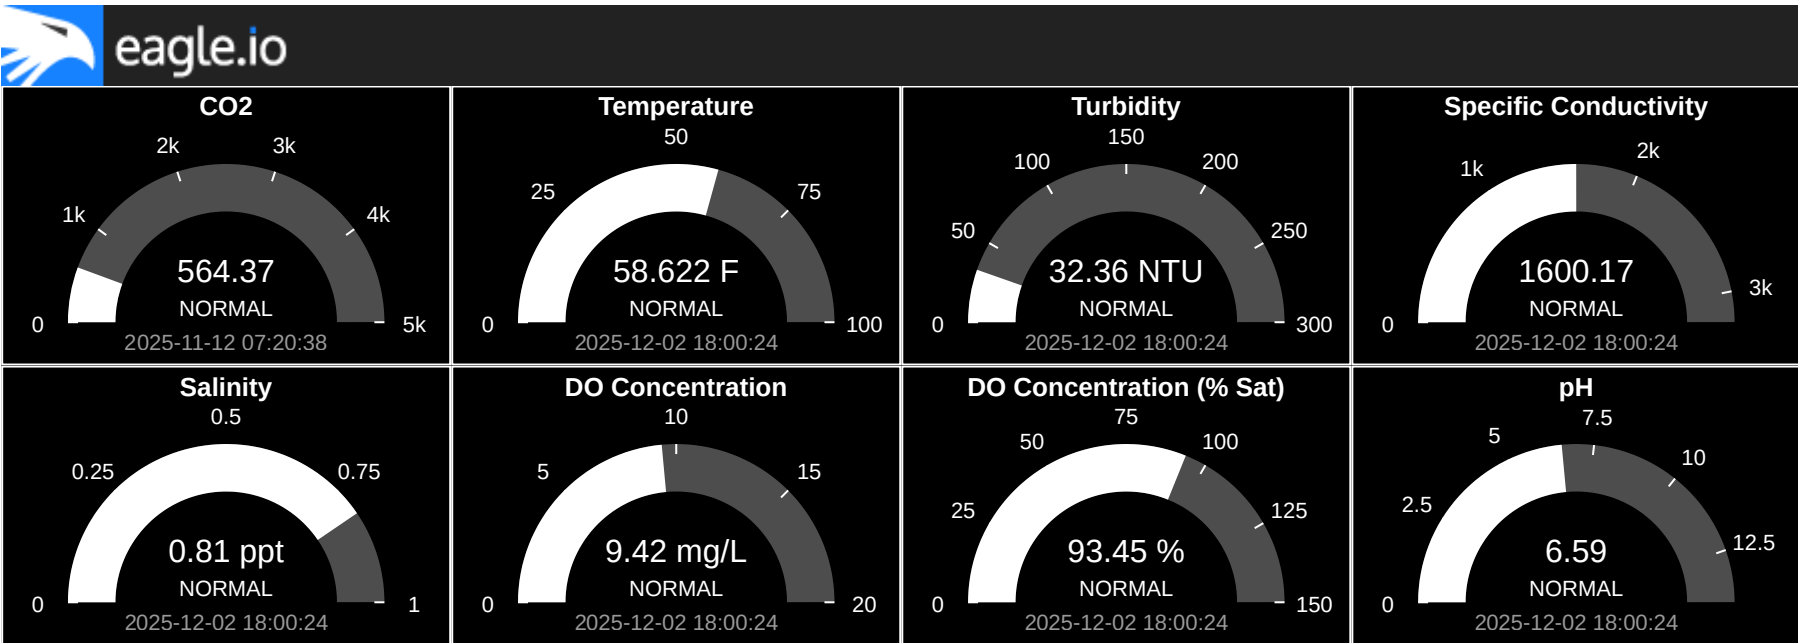 eagle.io
CO2
2k
3k
1k
4k
0
5k
564.37
NORMAL
2025-11-12 07:20:38
Temperature
50
25
75
0
100
58.622 F
NORMAL
2025-12-02 18:00:24
Turbidity
150
100
200
50
250
0
300
32.36 NTU
NORMAL
2025-12-02 18:00:24
Specific Conductivity
2k
1k
3k
0
1600.17
NORMAL
2025-12-02 18:00:24
Salinity
0.5
0.25
0.75
0
1
0.81 ppt
NORMAL
2025-12-02 18:00:24
DO Concentration
10
5
15
0
20
9.42 mg/L
NORMAL
2025-12-02 18:00:24
DO Concentration (% Sat)
75
50
100
25
125
0
150
93.45 %
NORMAL
2025-12-02 18:00:24
pH
7.5
5
10
2.5
12.5
0
6.59
NORMAL
2025-12-02 18:00:24